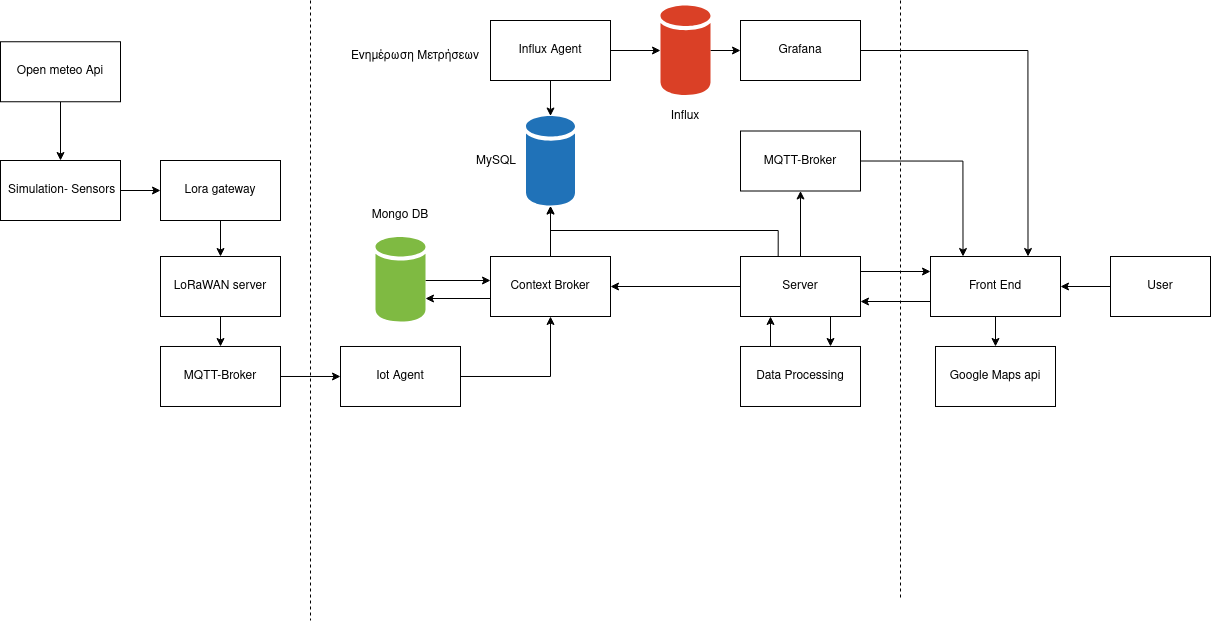 Open meteo Api
Simulation- Sensors
Lora gateway
LoRaWAN server
MQTT-Broker
Ενημέρωση Μετρήσεων
Influx Agent
Influx
Grafana
MySQL
MQTT-Broker
Mongo DB
Context Broker
Server
Iot Agent
Data Processing
Front End
User
Google Maps api